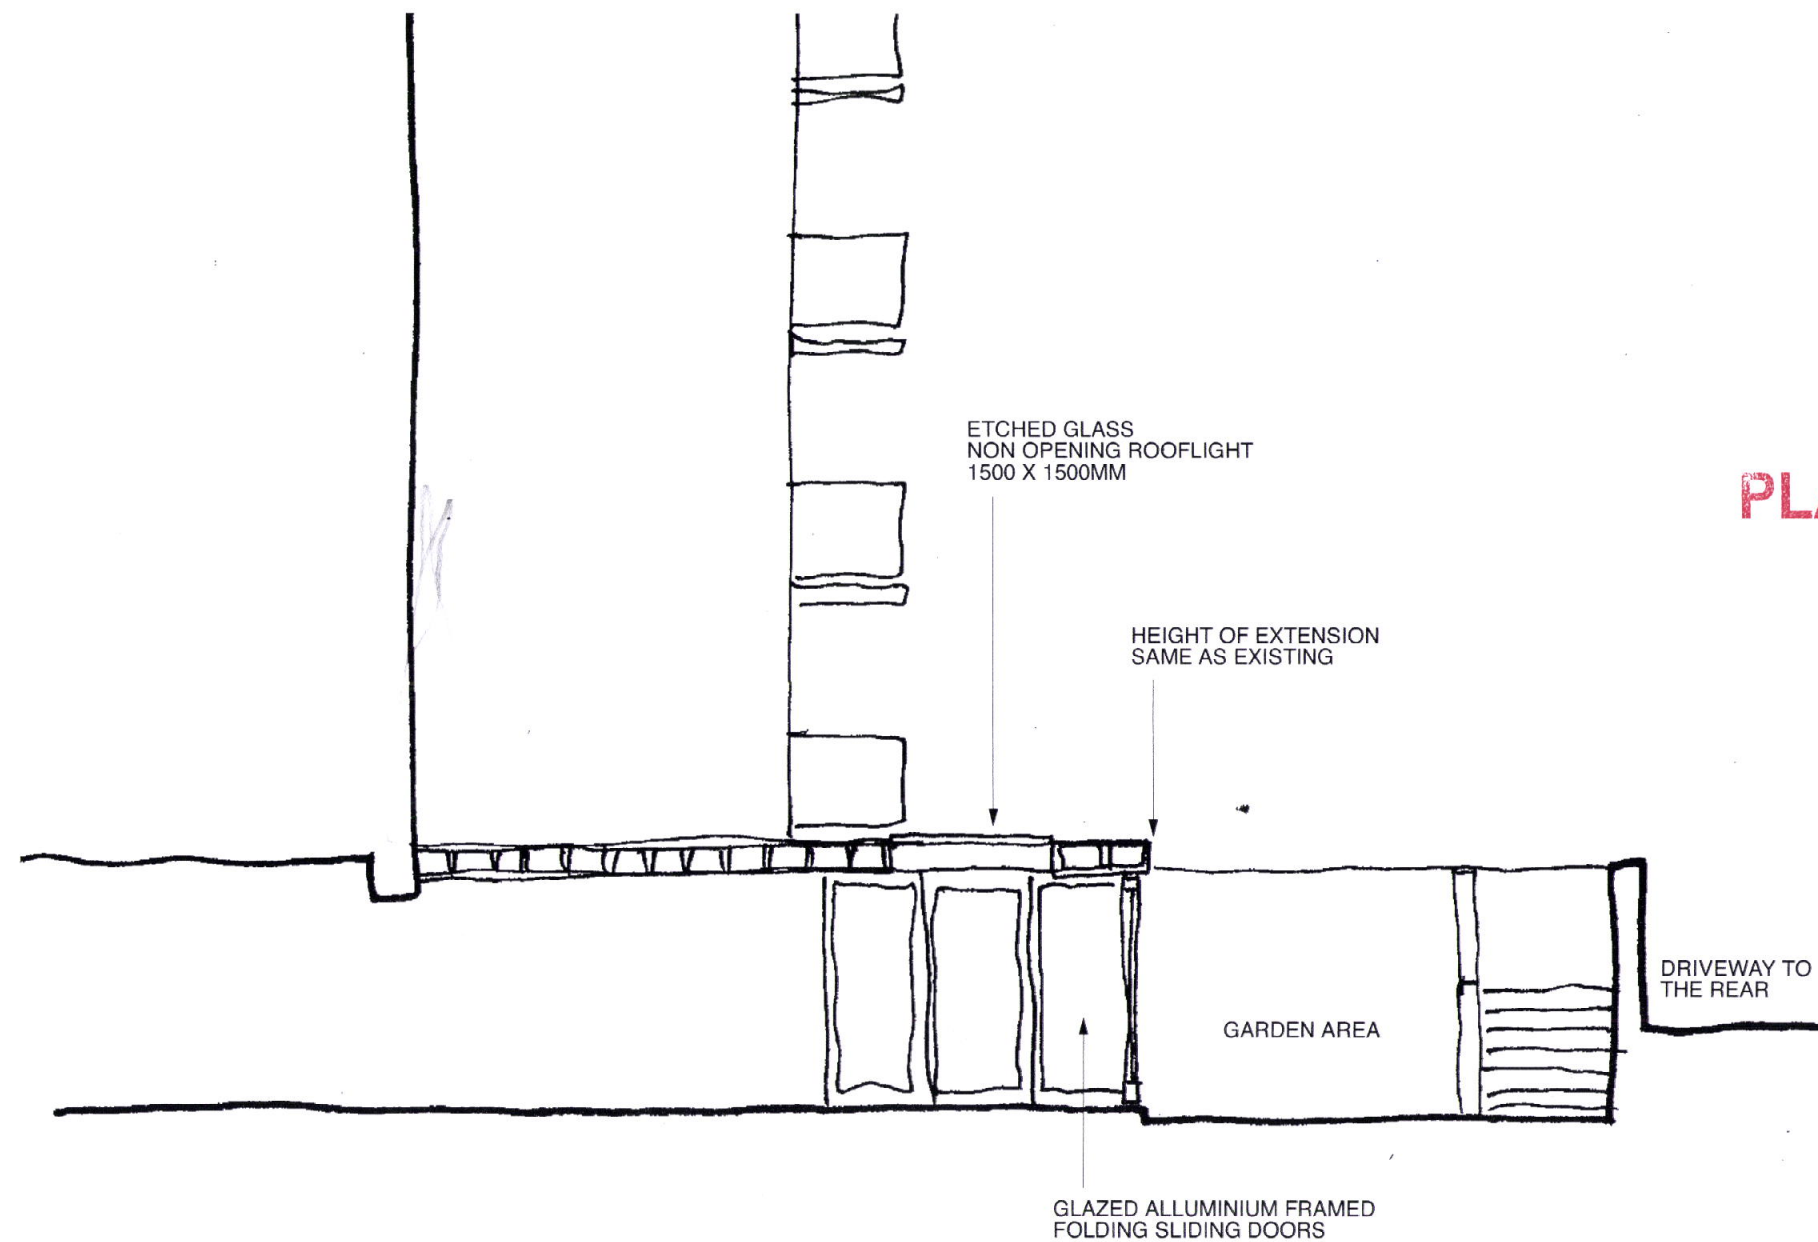 ETCHED GLASS
NON OPENING ROOFLIGHT
1500 X 1500MM
PLA
HEIGHT OF EXTENSION
SAME AS EXISTING
DRIVEWAY TO
THE REAR
GARDEN AREA
GLAZED ALLUMINIUM FRAMED
FOLDING SLIDING DOORS